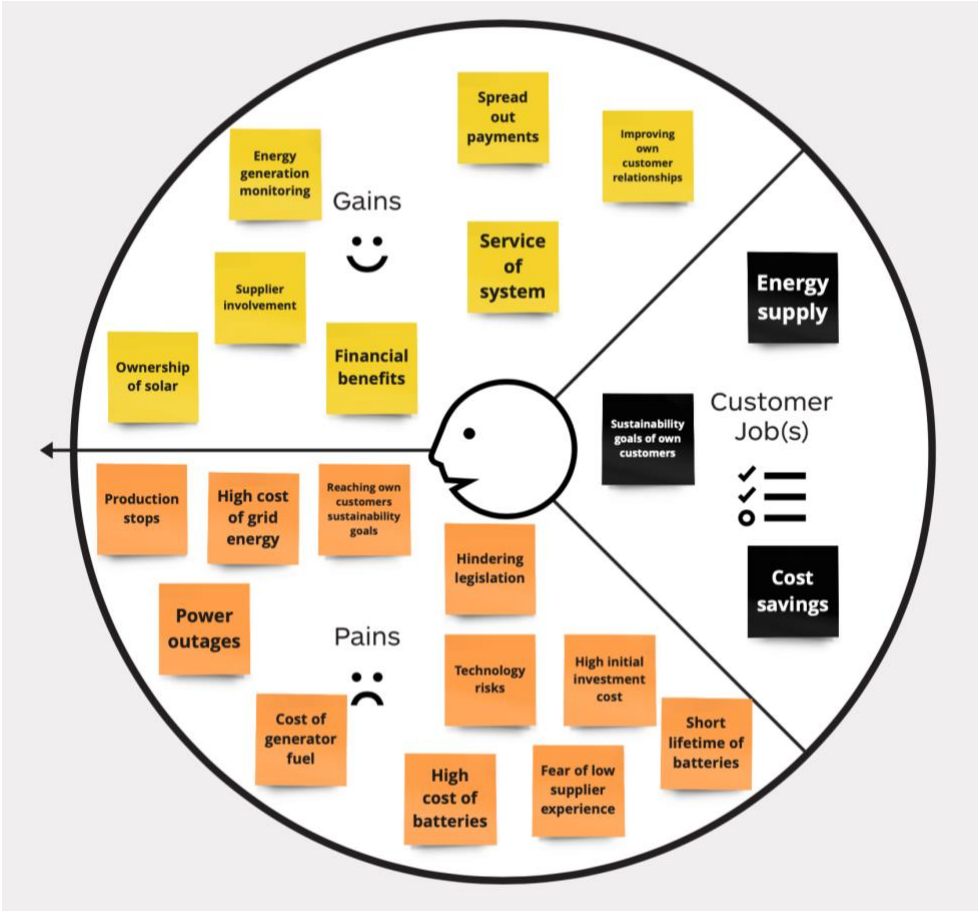 Spread
out
payments
Improving
own
customer
relationships
Energy
generation
monitoring
Gains
Service
of
system
Supplier
involvement
Ownership
of solar
Financial
benefits
Energy
supply
Sustainability
goals of own
customers
Customer
Job(s)
Cost
savings
Production
stops
High cost
of grid
energy
Reaching own
customers
sustainability
goals
Hindering
legislation
Power
outages
Pains
Technology
risks
High initial
investment
cost
Cost of
generator
fuel
Short
lifetime of
batteries
High
cost of
batteries
Fear of low
supplier
experience